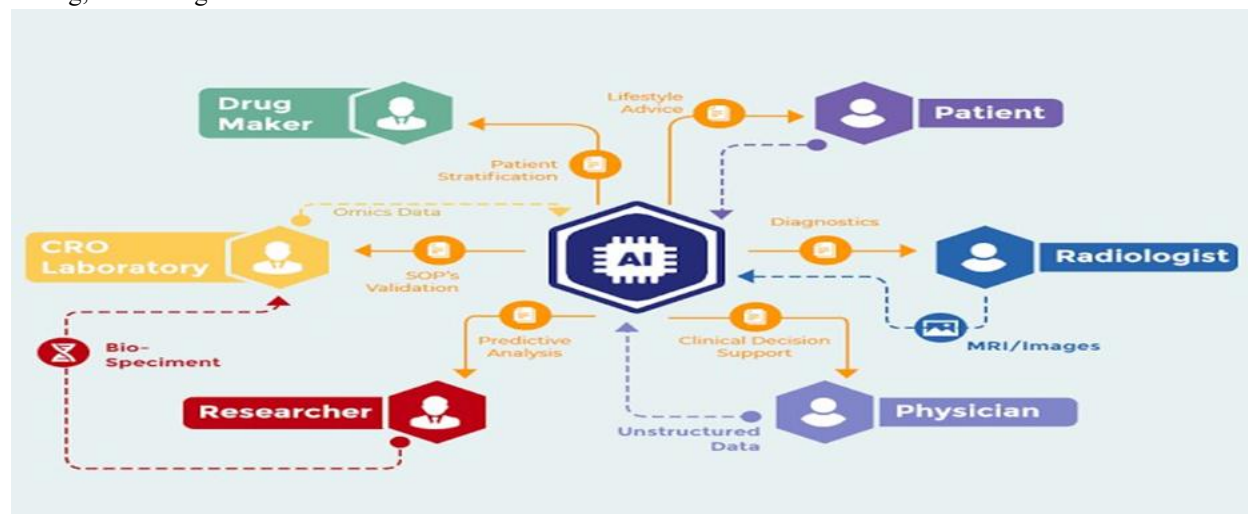 Drug
Maker
Lifestyle
Advice
Patient
Patient
Stratification
Omics Data
Diagnostics
CRO
Laboratory
AI
Radiologist
SOP's
Validation
Bio-
Speciment
Predictive
Analysis
Clinical Decision
Support
MRI/Images
Researcher
Physician
Unstructured
Data